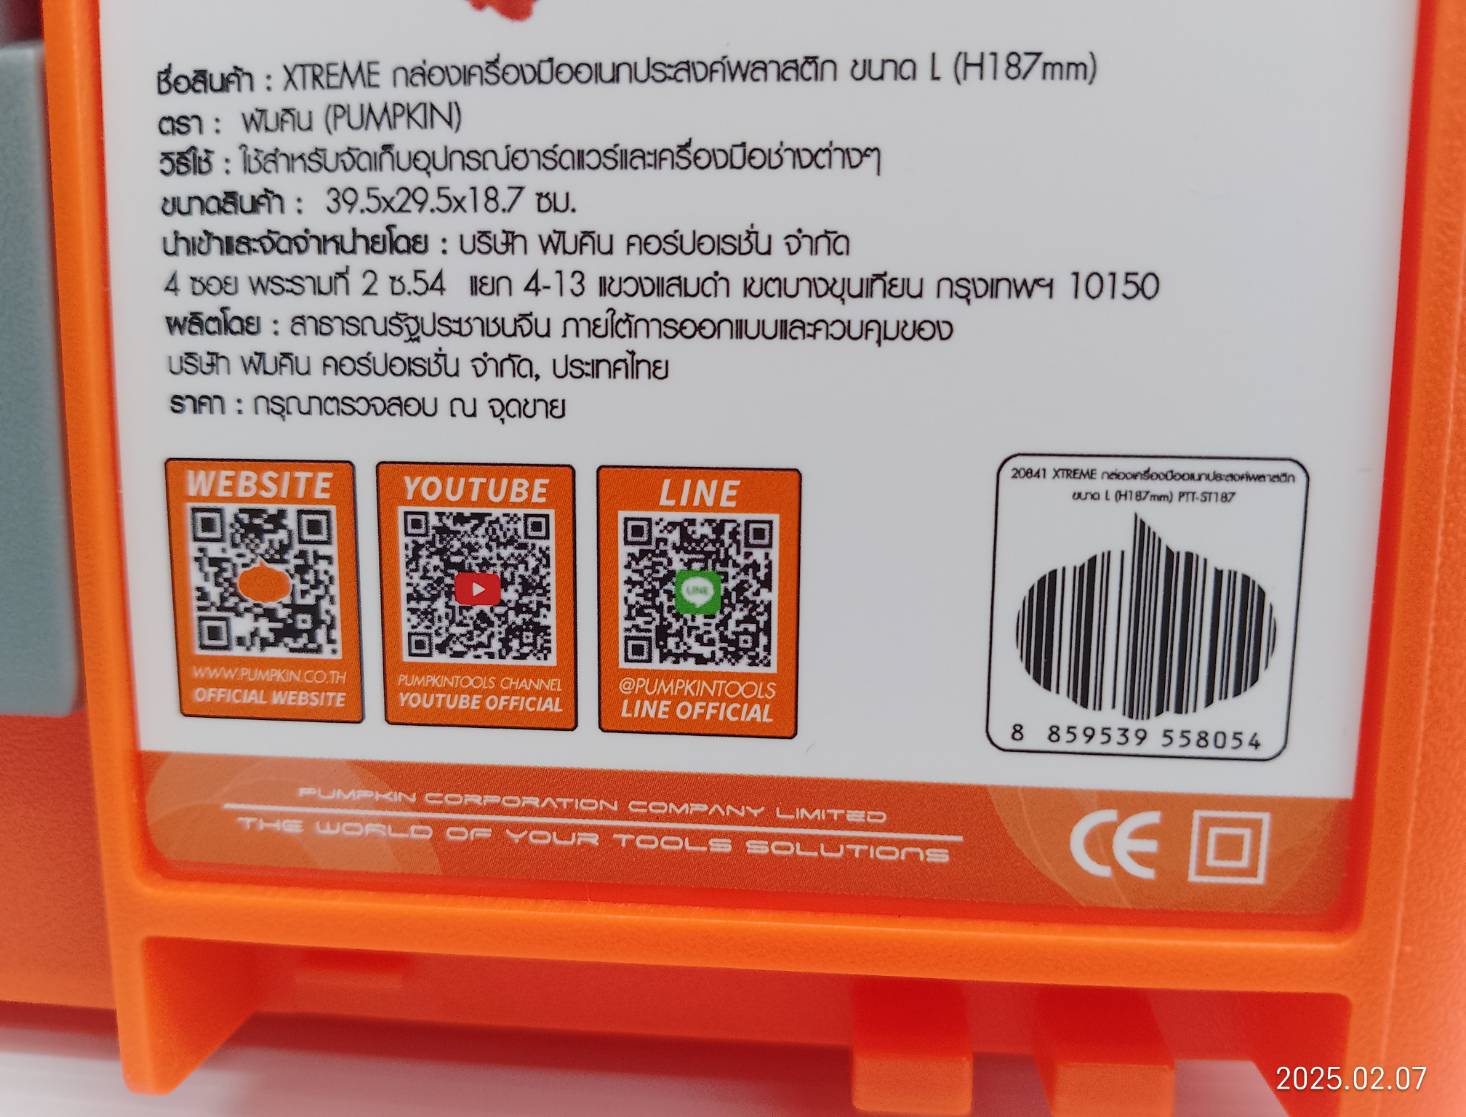 ชื่อสินค้า : XTREME กล่องเครื่องมืออเนกประสงค์พลาสติก ขนาด L (H187mm)
ตรา : พัมคิน (PUMPKIN)
วิธีใช้ : ใช้สำหรับจัดเก็บอุปกรณ์ฮาร์ดแวร์และเครื่องมือช่างต่างๆ
ขนาดสินค้า : 39.5x29.5x18.7 ซม.
นำเข้าและจัดจำหน่ายโดย : บริษัท พัมคิน คอร์ปอเรชั่น จำกัด
4 ซอย พระรามที่ 2 ซ.54 แยก 4-13 แขวงแสมดำ เขตบางขุนเทียน กรุงเทพฯ 10150
ผลิตโดย : สาธารณรัฐประชาชนจีน ภายใต้การออกแบบและควบคุมของ
บริษัท พัมคิน คอร์ปอเรชั่น จำกัด, ประเทศไทย
ราคา : กรุณาตรวจสอบ ณ จุดขาย
WEBSITE
WWW.PUMPKIN.CO.TH
OFFICIAL WEBSITE
YOUTUBE
PUMPKINTOOLS CHANNEL
YOUTUBE OFFICIAL
LINE
LINE
@PUMPKINTOOLS
LINE OFFICIAL
20841 XTREME กล่องเครื่องมืออเนกประสงค์พลาสติก
ขนาด L (H187mm) PTT-ST187
8 859539 558054
PUMPKIN CORPORATION COMPANY LIMITED
THE WORLD OF YOUR TOOLS SOLUTIONS
CE
2025.02.07